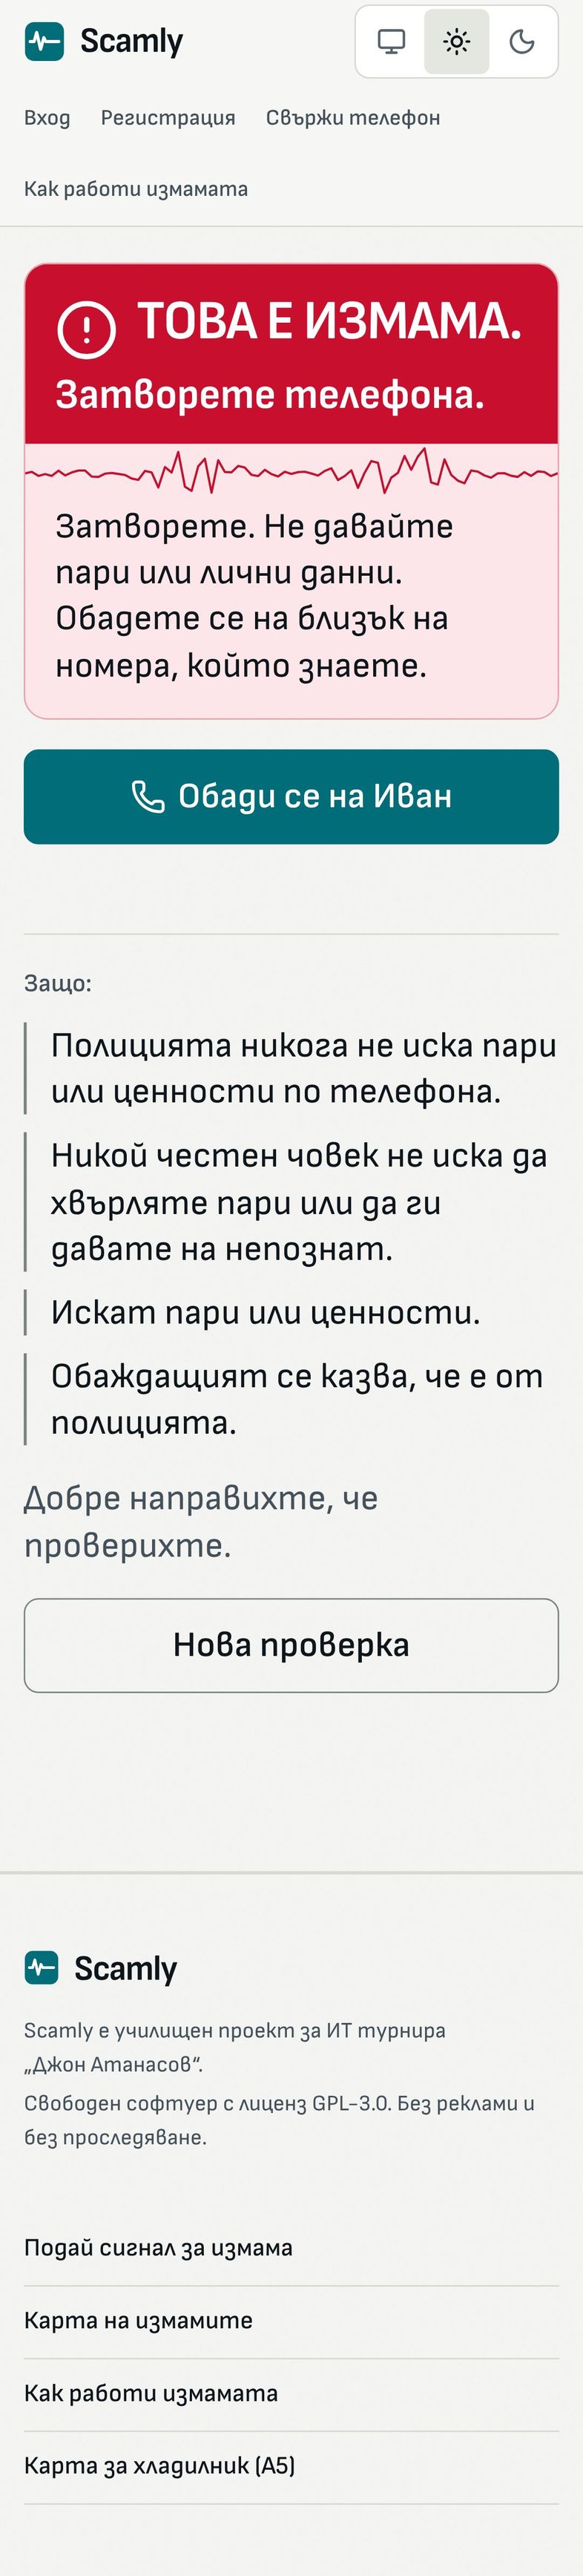 Scamly
Вход Регистрация Свържи телефон
Как работи измамата
ТОВА Е ИЗМАМА.
Затворете телефона.
Затворете. Не давайте
пари или лични данни.
Обадете се на близък на
номера, който знаете.
Обади се на Иван
Защо:
Полицията никога не иска пари
или ценности по телефона.
Никой честен човек не иска да
хвърляте пари или да ги
давате на непознат.
Искат пари или ценности.
Обаждащият се казва, че е от
полицията.
Добре направихте, че
проверихте.
Нова проверка
Scamly
Scamly е училищен проект за ИТ турнира
„Джон Атанасов“.
Свободен софтуер с лиценз GPL-3.0. Без реклами и
без проследяване.
Подай сигнал за измама
Карта на измамите
Как работи измамата
Карта за хладилник (А5)